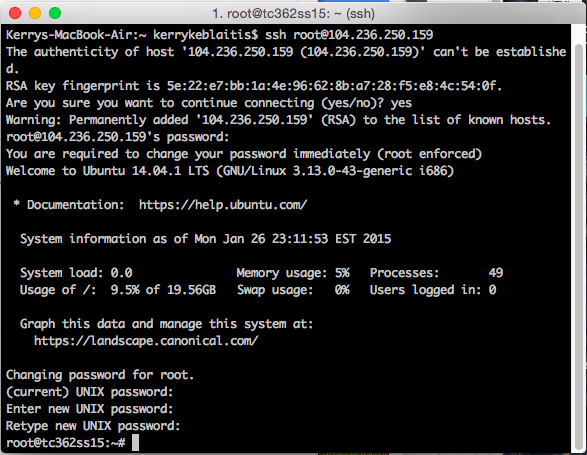 1. root@tc362ss15: ~ (ssh)
Kerrys-MacBook-Air:~ kerrykeblaitis$ ssh root@104.236.250.159
The authenticity of host '104.236.250.159 (104.236.250.159)' can't be establishe
d.
RSA key fingerprint is 5e:22:e7:bb:1a:4e:96:62:8b:a7:28:f5:e8:4c:54:0f.
Are you sure you want to continue connecting (yes/no)? yes
Warning: Permanently added '104.236.250.159' (RSA) to the list of known hosts.
root@104.236.250.159's password:
You are required to change your password immediately (root enforced)
Welcome to Ubuntu 14.04.1 LTS (GNU/Linux 3.13.0-43-generic i686)
* Documentation:  https://help.ubuntu.com/
System information as of Mon Jan 26 23:11:53 EST 2015
System load: 0.0 Memory usage: 5% Processes: 49
Usage of /: 9.5% of 19.56GB Swap usage: 0% Users logged in: 0
Graph this data and manage this system at:
https://landscape.canonical.com/
Changing password for root.
(current) UNIX password:
Enter new UNIX password:
Retype new UNIX password:
root@tc362ss15:~#